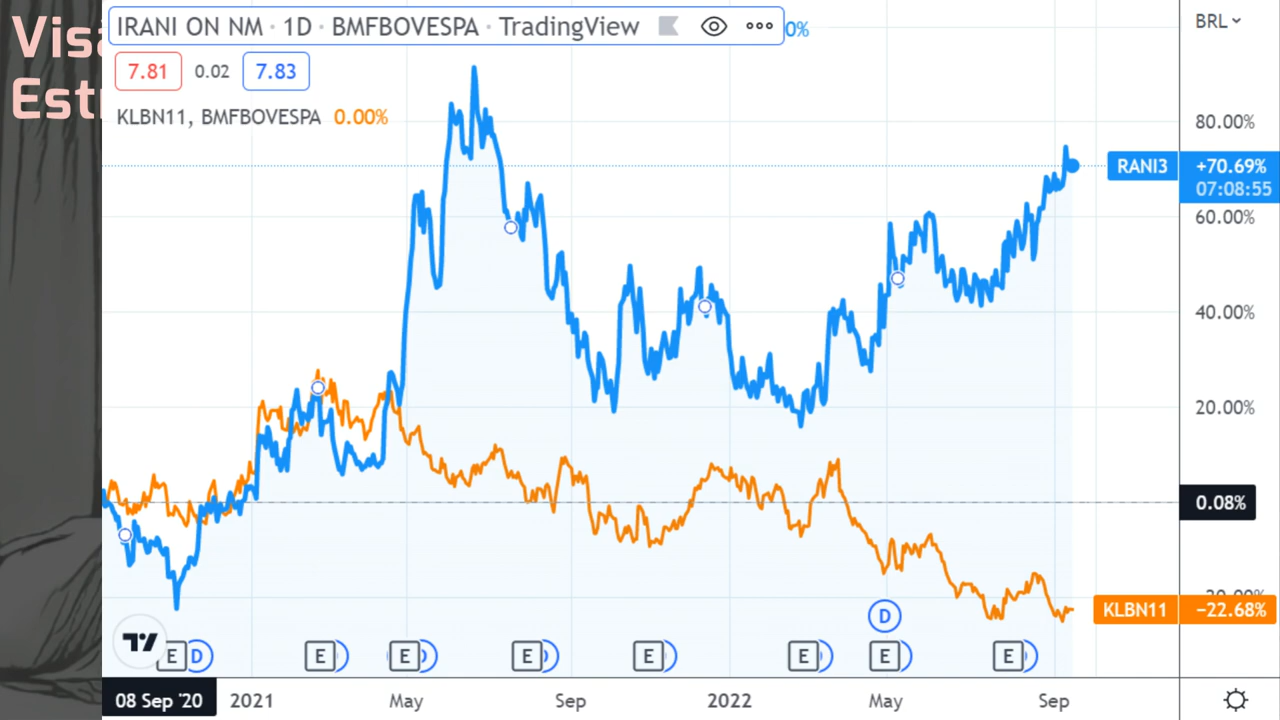 Visã
Estr
IRANI ON NM · 1D · BMFBOVESPA · TradingView
0%
BRL
7.81 0.02 7.83
KLBN11, BMFBOVESPA 0.00%
80.00%
RANI3 +70.69%
07:08:55
60.00%
40.00%
20.00%
0.08%
KLBN11 −22.68%
D
E D E E D E E E E E
08 Sep '20 2021 May Sep 2022 May Sep